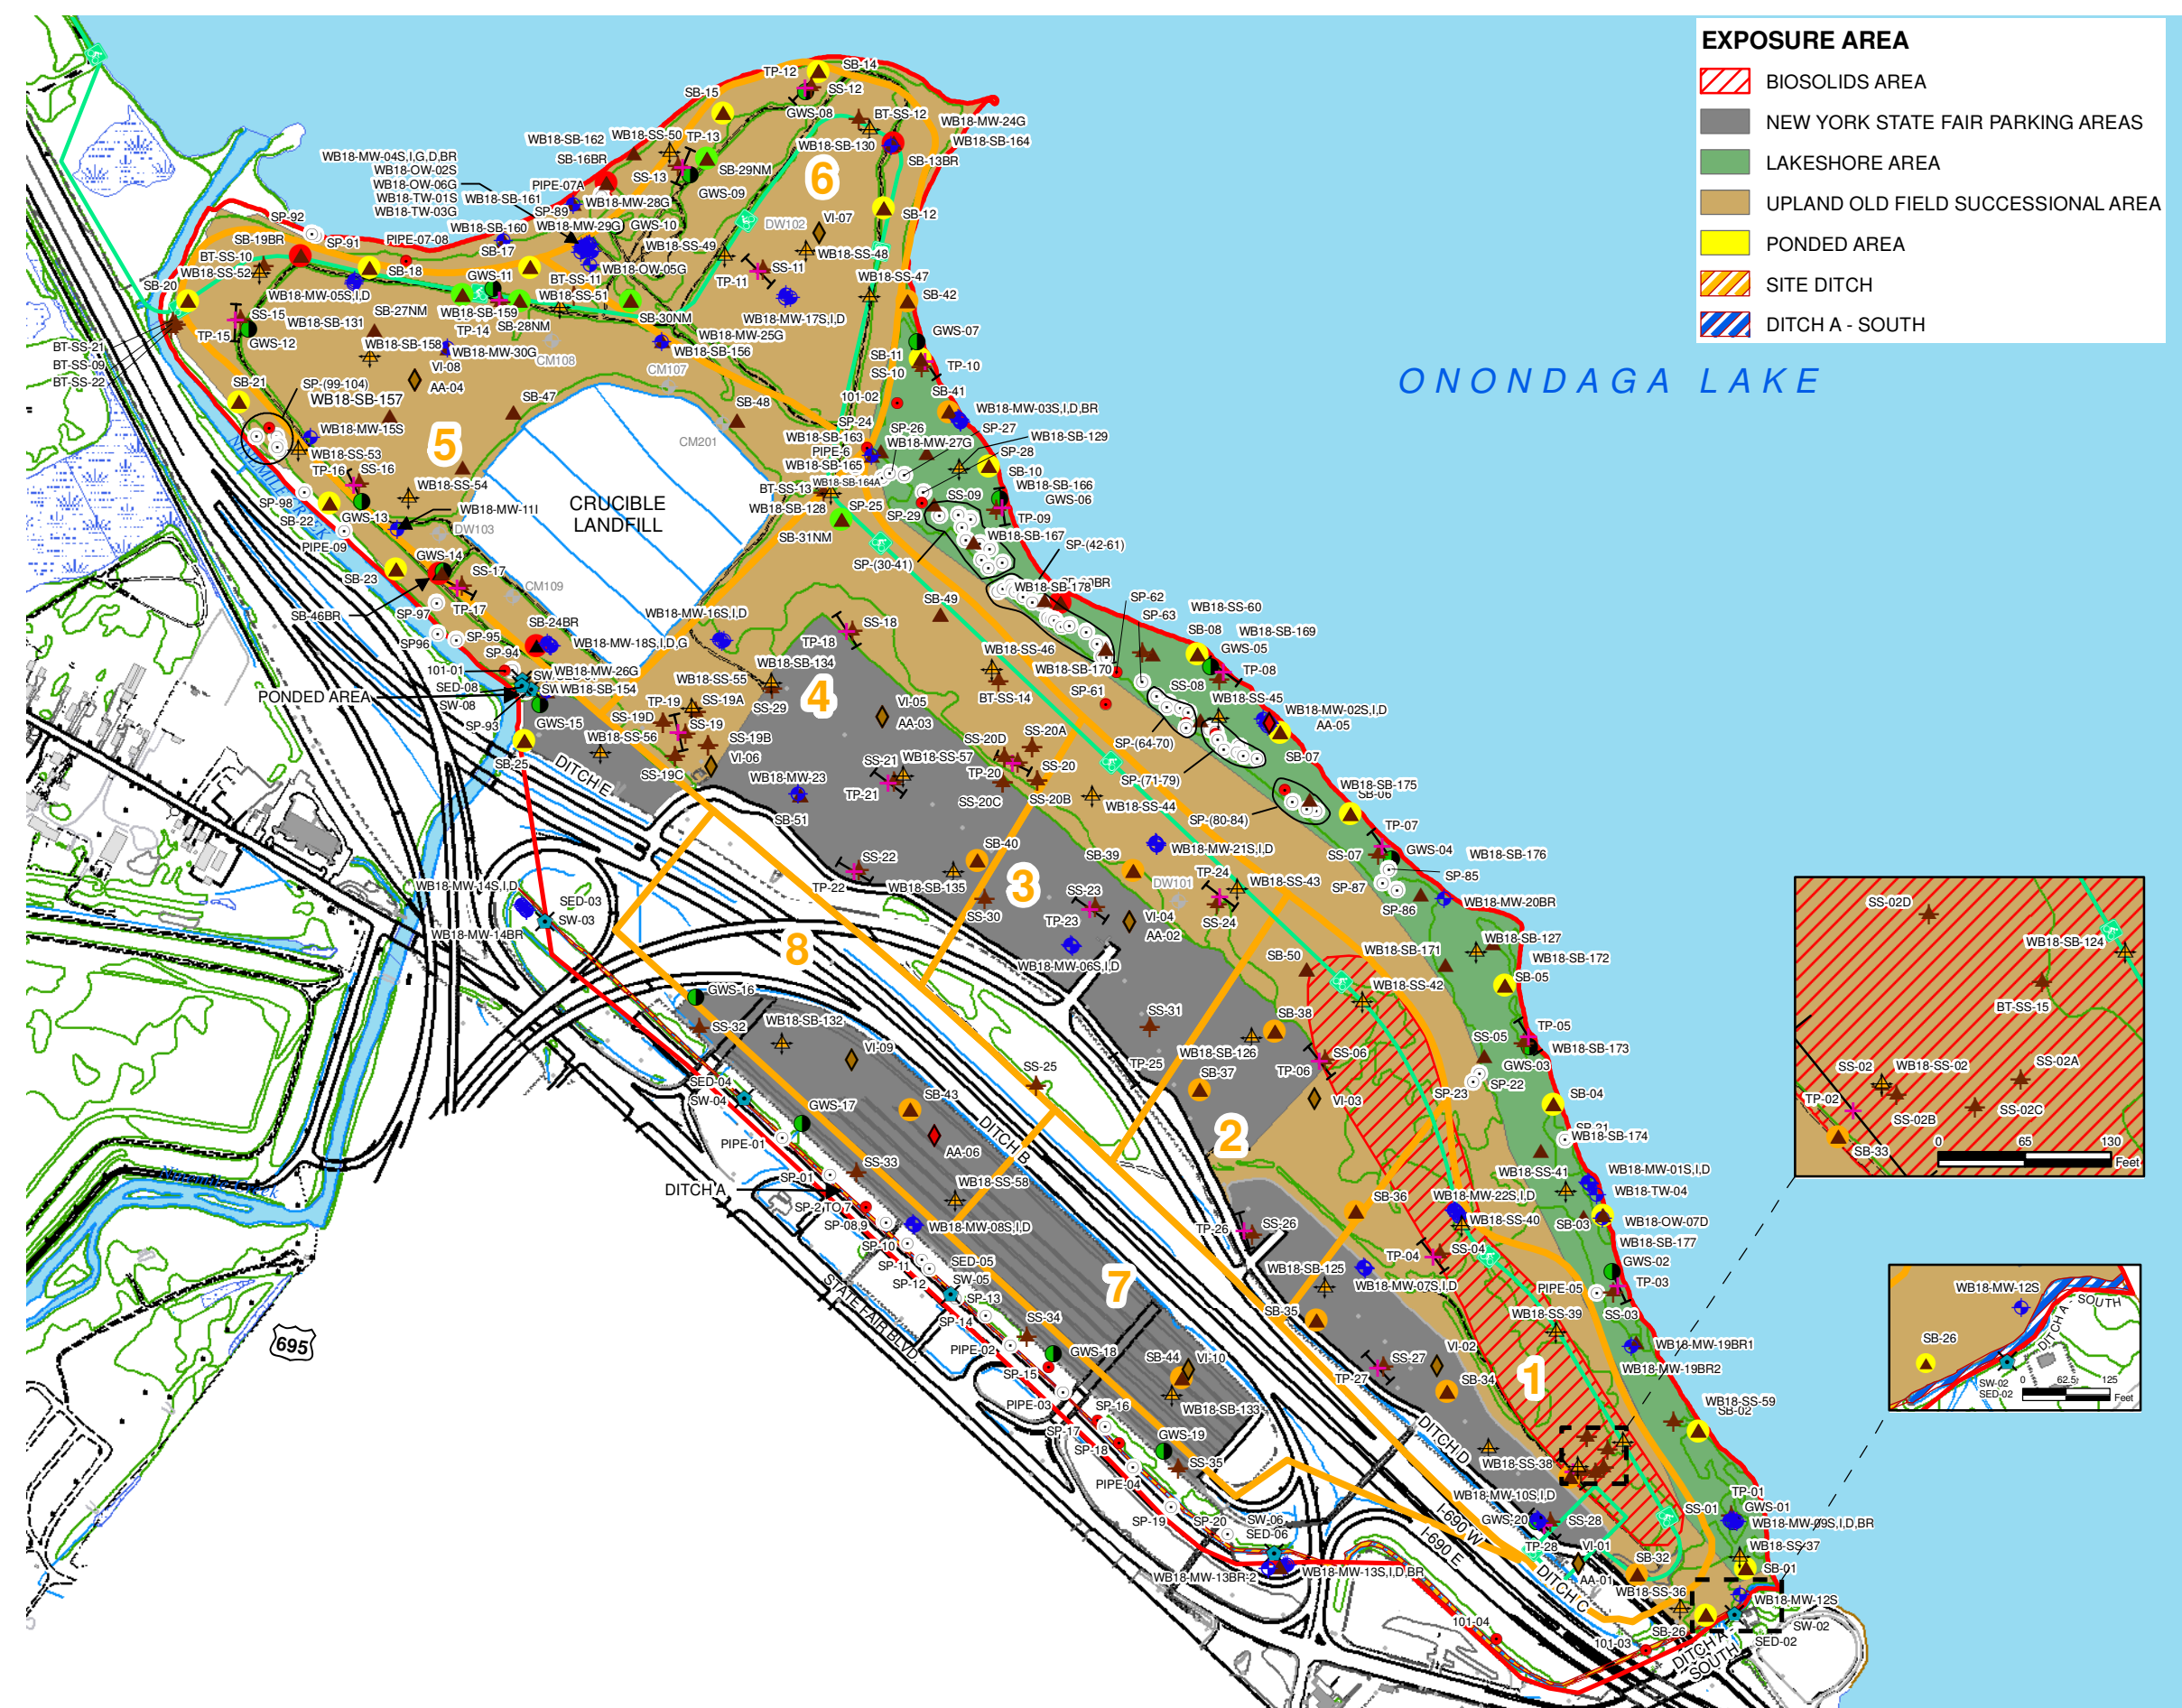 EXPOSURE AREA
BIOSOLIDS AREA
NEW YORK STATE FAIR PARKING AREAS
LAKESHORE AREA
UPLAND OLD FIELD SUCCESSIONAL AREA
PONDED AREA
SITE DITCH
DITCH A - SOUTH
ONONDAGA LAKE
SB-14
TP-12
SS-12
SB-15
GWS-08
BT-SS-12
WB18-MW-24G
WB18-SB-162
WB18-SS-50
TP-13
WB18-SB-130
WB18-SB-164
WB18-MW-04S,I,G,D,BR
WB18-OW-02S
WB18-OW-06G
WB18-TW-01S
WB18-TW-03G
SB-16BR
SS-13
SB-29NM
SB-13BR
6
PIPE-07A
GWS-09
WB18-SB-161
WB18-MW-28G
SP-89
SB-12
SP-92
WB18-MW-29G
GWS-10
DW102
VI-07
WB18-SB-160
SB-19BR
SP-91
PIPE-07-08
SB-17
WB18-SS-49
WB18-SS-48
BT-SS-10
SB-18
WB18-OW-05G
SS-11
WB18-SS-52
GWS-11
BT-SS-11
TP-11
WB18-SS-47
SB-20
WB18-MW-05S,I,D
WB18-SS-51
SB-42
SS-15
SB-27NM
WB18-SB-159
SB-30NM
WB18-MW-17S,I,D
WB18-SB-131
TP-14
SB-28NM
GWS-07
TP-15
GWS-12
WB18-SB-158
WB18-MW-30G
WB18-MW-25G
WB18-SB-156
BT-SS-21
BT-SS-09
BT-SS-22
CM108
VI-08
CM107
SB-11
SS-10
TP-10
AA-04
SB-21
SP-(99-104)
WB18-SB-157
SB-47
SB-48
101-02
SB-41
WB18-MW-03S,I,D,BR
WB18-MW-15S
5
SP-24
SP-26
SP-27
CM201
WB18-SB-163
WB18-MW-27G
WB18-SB-129
NINEMILE CREEK
WB18-SS-53
PIPE-6
SP-28
TP-16
SS-16
WB18-SB-165
SB-10
WB18-SS-54
WB18-SB-164A
WB18-SB-166
BT-SS-13
SS-09
GWS-06
SP-98
SB-22
GWS-13
WB18-MW-11I
CRUCIBLE
LANDFILL
WB18-SB-128
SP-25
SP-29
TP-09
DW103
SB-31NM
WB18-SB-167
PIPE-09
SP-(42-61)
GWS-14
SP-(30-41)
SB-23
SS-17
CM109
WB18-SB-178
SB-46BR
SP-97
TP-17
SB-49
SP-62
SP-63
WB18-SS-60
SB-24BR
WB18-MW-16S,I,D
SS-18
SP96
SP-95
TP-18
SB-08
WB18-SB-169
SP-94
WB18-MW-18S,I,D,G
WB18-SS-46
GWS-05
101-01
WB18-MW-26G
WB18-SB-134
WB18-SB-170
TP-08
SED-08
WB18-SB-154
WB18-SS-55
SS-08
PONDED AREA
SW-08
SS-29
4
BT-SS-14
SP-61
WB18-SS-45
TP-19
SS-19A
VI-05
WB18-MW-02S,I,D
SP-93
GWS-15
SS-19D
SS-19
AA-03
AA-05
WB18-SS-56
SS-19B
SS-20D
SS-20A
SP-(64-70)
SB-07
SB-25
VI-06
SS-21
WB18-SS-57
DITCH E
SS-19C
WB18-MW-23
TP-20
SS-20
SP-(71-79)
TP-21
SS-20C
SS-20B
WB18-SB-175
SB-06
SB-51
WB18-SS-44
SP-(80-84)
TP-07
SB-40
SB-39
WB18-MW-21S,I,D
GWS-04
WB18-SB-176
SS-22
SS-07
TP-22
WB18-SB-135
3
DW101
TP-24
WB18-SS-43
SP-85
WB18-MW-14S,I,D
SED-03
SS-23
SP-87
SP-86
SW-03
SS-30
TP-23
VI-04
SS-24
WB18-MW-20BR
WB18-MW-14BR
8
AA-02
WB18-SB-127
SB-50
WB18-SB-171
WB18-SB-172
WB18-MW-06S,I,D
SB-05
GWS-16
WB18-SS-42
SS-32
WB18-SB-132
SS-31
SB-38
SS-05
TP-05
VI-09
WB18-SB-126
SS-06
WB18-SB-173
TP-25
TP-06
GWS-03
SED-04
SS-25
SB-37
SP-22
SW-04
SP-23
SB-04
GWS-17
SB-43
VI-03
PIPE-01
DITCH B
2
SP-21
WB18-SB-174
AA-06
SS-33
WB18-SS-41
SP-01
WB18-SS-58
WB18-MW-01S,I,D
DITCH A
SB-36
WB18-MW-22S,I,D
WB18-TW-04
SP-2 TO 7
SP-08,9
WB18-MW-08S,I,D
TP-26
SS-26
WB18-SS-40
SB-03
WB18-OW-07D
SP-10
WB18-SB-177
SP-11
SED-05
TP-04
SS-04
GWS-02
SP-12
SW-05
WB18-SB-125
TP-03
SP-13
7
WB18-MW-07S,I,D
PIPE-05
STATE FAIR BLVD.
SP-14
SS-34
SB-35
WB18-SS-39
SS-03
PIPE-02
GWS-18
VI-02
WB18-MW-19BR1
SP-15
SB-44
VI-10
SS-27
WB18-MW-19BR2
695
TP-27
SB-34
1
PIPE-03
SP-16
WB18-SB-133
WB18-SS-59
SB-02
SP-17
SP-18
GWS-19
DITCH D
SS-35
WB18-SS-38
PIPE-04
WB18-MW-10S,I,D
TP-01
SP-19
SP-20
SW-06
I-690 W
GWS-20
SS-28
SS-01
GWS-01
SED-06
I-690 E
WB18-MW-09S,I,D,BR
TP-28
VI-01
WB18-SS-37
WB18-MW-13BR-2
WB18-MW-13S,I,D,BR
SB-32
SB-01
AA-01
DITCH C
WB18-SS-36
WB18-MW-12S
101-04
SB-26
SW-02
101-03
SED-02
DITCH A -
SOUTH
SS-02D
WB18-SB-124
BT-SS-15
SS-02
WB18-SS-02
SS-02A
TP-02
SS-02B
SS-02C
SB-33
0 65 130
Feet
WB18-MW-12S
DITCH A - SOUTH
SB-26
SW-02
SED-02
0 62.5 125
Feet